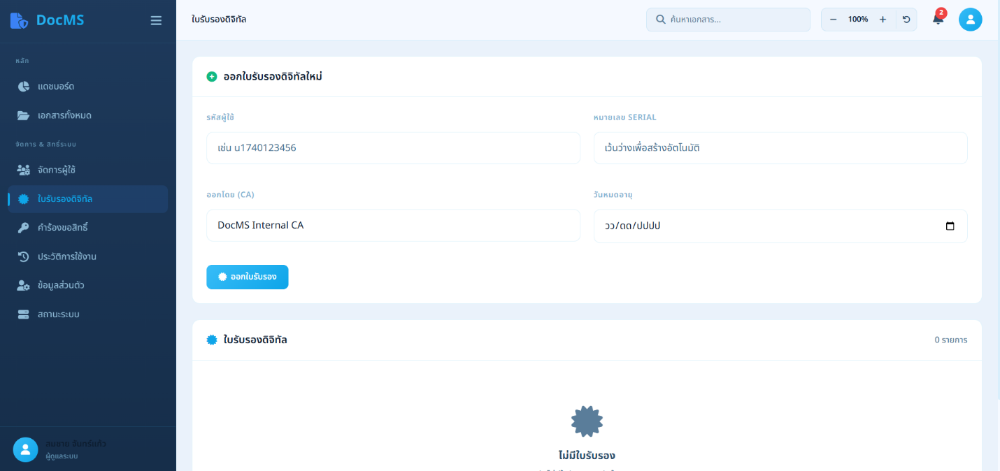 DocMS
ใบรับรองดิจิทัล
ค้นหาเอกสาร...
100%
2
หลัก
แดชบอร์ด
เอกสารทั้งหมด
จัดการ & สิทธิ์ระบบ
จัดการผู้ใช้
ใบรับรองดิจิทัล
คำร้องขอสิทธิ์
ประวัติการใช้งาน
ข้อมูลส่วนตัว
สถานะระบบ
สมชาย จันทร์แก้ว
ผู้ดูแลระบบ
ออกใบรับรองดิจิทัลใหม่
รหัสผู้ใช้
หมายเลข SERIAL
เช่น u1740123456
เว้นว่างเพื่อสร้างอัตโนมัติ
ออกโดย (CA)
วันหมดอายุ
DocMS Internal CA
วว/ดด/ปปปป
ออกใบรับรอง
ใบรับรองดิจิทัล
0 รายการ
ไม่มีใบรับรอง